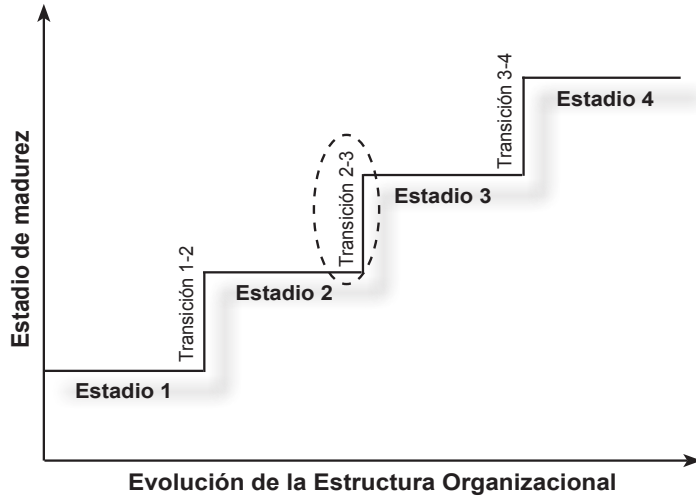 Estadio de madurez
Transición 3-4
Estadio 4
Transición 2-3
Estadio 3
Transición 1-2
Estadio 2
Estadio 1
Evolución de la Estructura Organizacional